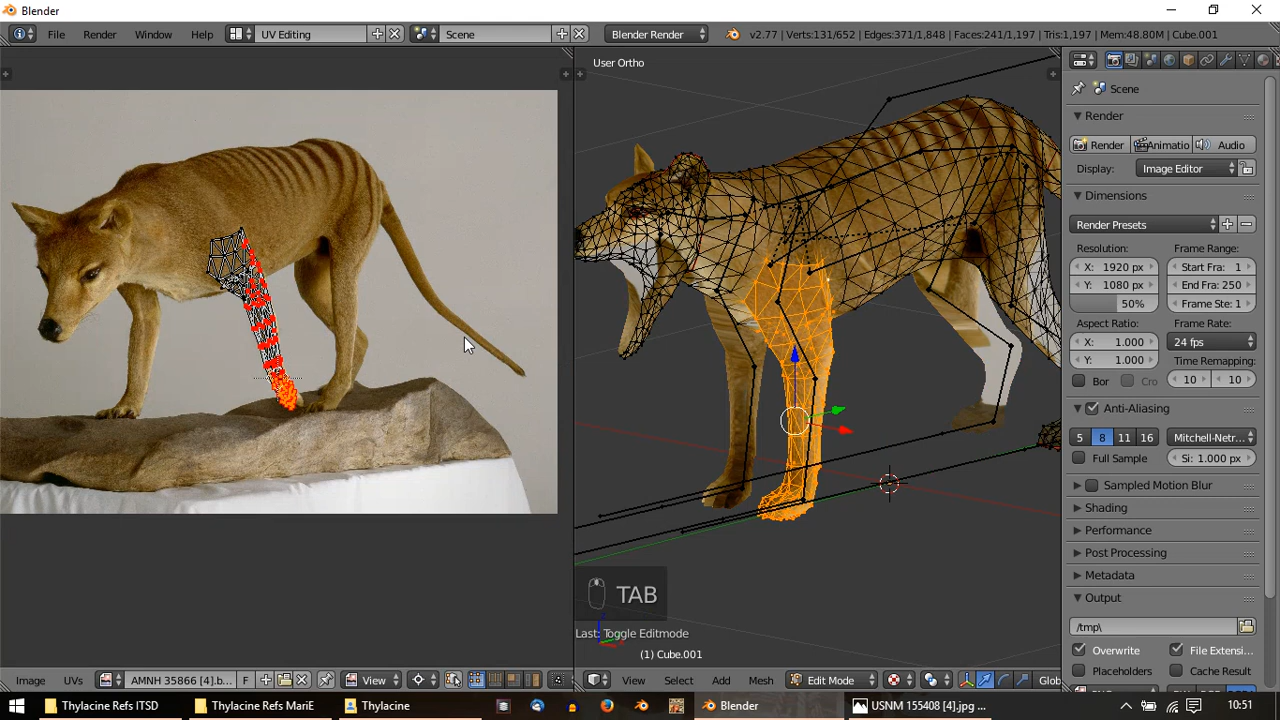 Blender
File Render Window Help UV Editing Scene Blender Render v2.77 | Verts:131/652 | Edges:371/1,848 | Faces:241/1,197 | Tris:1,197 | Mem:48.80M | Cube.001
User Ortho
Scene
Render
Render Animatio Audio
Display: Image Editor
Dimensions
Render Presets
Resolution: Frame Range:
X: 1920 px Start Fra: 1
Y: 1080 px End Fra: 250
50% Frame Ste: 1
Aspect Ratio: Frame Rate:
X: 1.000 24 fps
Y: 1.000 Time Remapping:
Bor Cro 10 10
Anti-Aliasing
5 8 11 16 Mitchell-Netr...
Full Sample Si: 1.000 px
Sampled Motion Blur
Shading
Performance
Post Processing
Metadata
Output
/tmp\
Overwrite File Extensi...
Placeholders Cache Result
TAB
Last: Toggle Editmode
(1) Cube.001
Image UVs AMNH 35866 [4].b... F View View Select Add Mesh Edit Mode Glob
Thylacine Refs ITSD Thylacine Refs MariE Thylacine Blender USNM 155408 [4].jpg ... 10:51